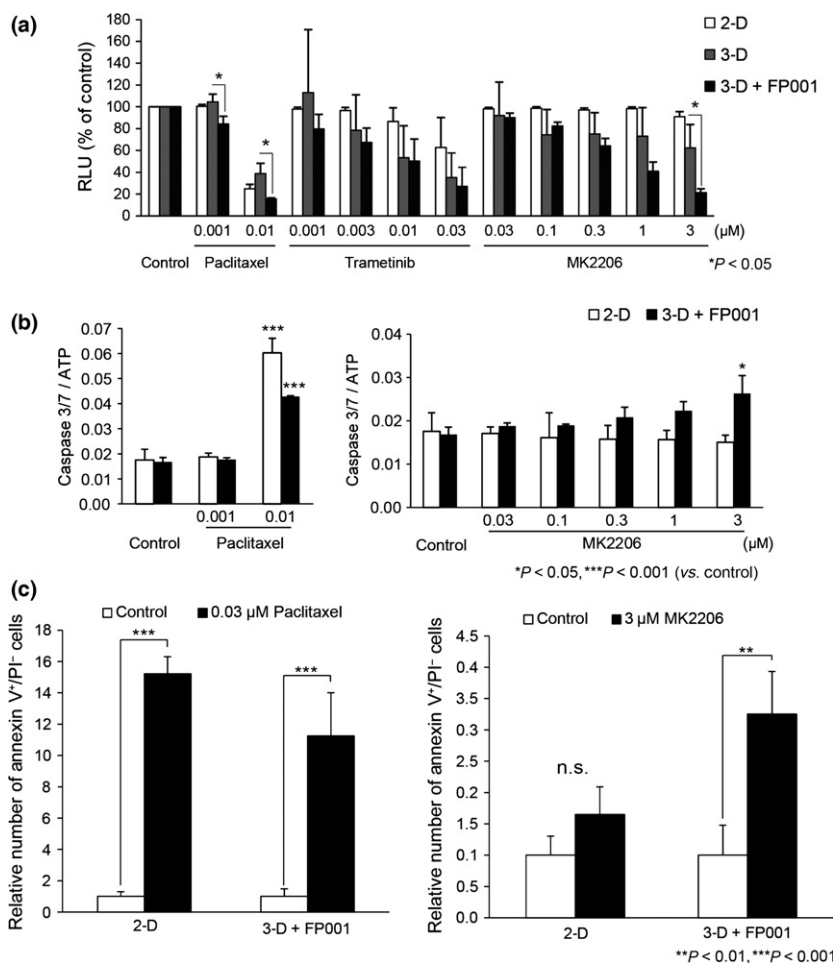 (a)
2-D
3-D
3-D + FP001
RLU (% of control)
180
160
140
120
100
80
60
40
20
0
0.001 0.01 0.001 0.003 0.01 0.03 0.03 0.1 0.3 1 3 (µM)
Control Paclitaxel Trametinib MK2206
* *
*
*P < 0.05
(b)
2-D 3-D + FP001
Caspase 3/7 / ATP
0.07
0.06
0.05
0.04
0.03
0.02
0.01
0.00
***
***
0.001 0.01
Control Paclitaxel
Caspase 3/7 / ATP
0.04
0.03
0.02
0.01
0.00
*
0.03 0.1 0.3 1 3
Control MK2206 (µM)
*P < 0.05, ***P < 0.001 (vs. control)
(c)
Control 0.03 µM Paclitaxel
Relative number of annexin V⁺/PI⁻ cells
18
16
14
12
10
8
6
4
2
0
***
***
2-D 3-D + FP001
Control 3 µM MK2206
Relative number of annexin V⁺/PI⁻ cells
4.5
0.4
3.5
0.3
2.5
0.2
1.5
0.1
0.5
0.0
n.s.
**
2-D 3-D + FP001
**P < 0.01, ***P < 0.001